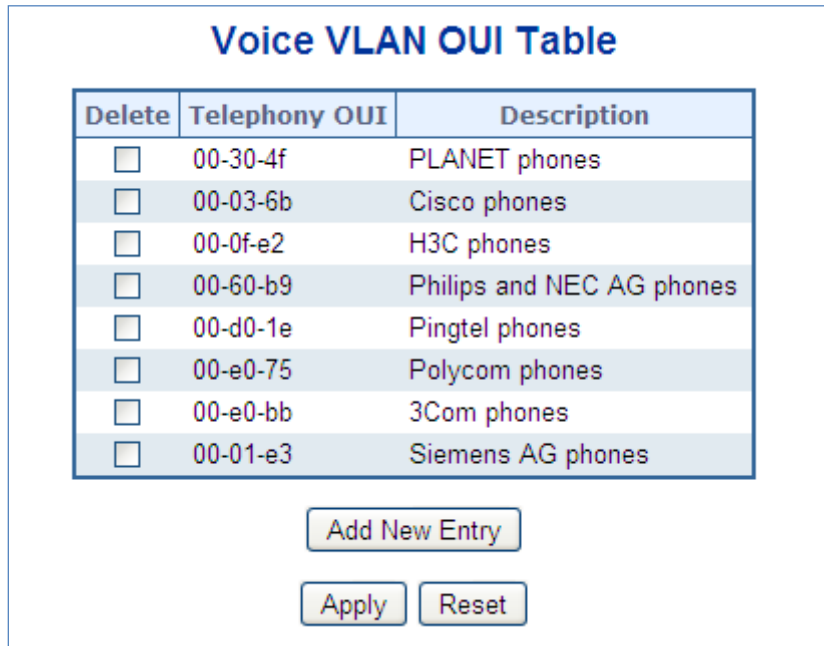 Voice VLAN OUI Table
Delete Telephony OUI Description
00-30-4f PLANET phones
00-03-6b Cisco phones
00-0f-e2 H3C phones
00-60-b9 Philips and NEC AG phones
00-d0-1e Pingtel phones
00-e0-75 Polycom phones
00-e0-bb 3Com phones
00-01-e3 Siemens AG phones
Add New Entry
Apply Reset